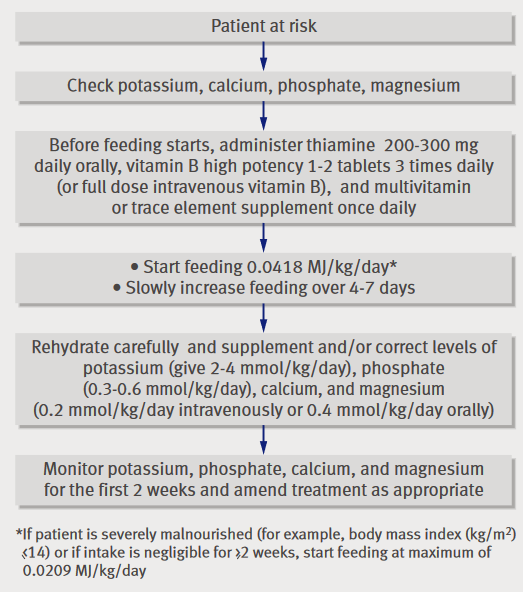 Patient at risk
Check potassium, calcium, phosphate, magnesium
Before feeding starts, administer thiamine 200-300 mg
daily orally, vitamin B high potency 1-2 tablets 3 times daily
(or full dose intravenous vitamin B), and multivitamin
or trace element supplement once daily
• Start feeding 0.0418 MJ/kg/day*
• Slowly increase feeding over 4-7 days
Rehydrate carefully and supplement and/or correct levels of
potassium (give 2-4 mmol/kg/day), phosphate
(0.3-0.6 mmol/kg/day), calcium, and magnesium
(0.2 mmol/kg/day intravenously or 0.4 mmol/kg/day orally)
Monitor potassium, phosphate, calcium, and magnesium
for the first 2 weeks and amend treatment as appropriate
*If patient is severely malnourished (for example, body mass index (kg/m²)
⩽14) or if intake is negligible for ⩾2 weeks, start feeding at maximum of
0.0209 MJ/kg/day